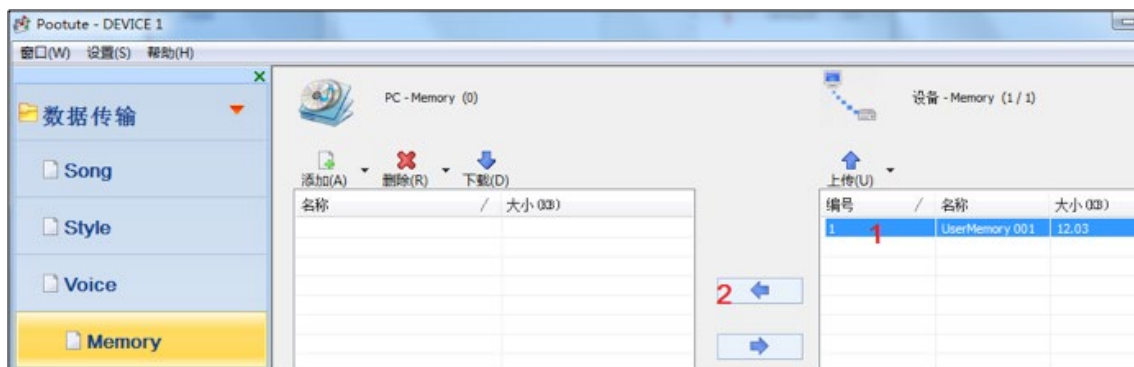 Pootute - DEVICE 1
窗口(W) 设置(S) 帮助(H)
数据传输
Song
Style
Voice
Memory
PC - Memory (0)
添加(A) 删除(R) 下载(D)
名称 / 大小(KB)
2
设备 - Memory (1 / 1)
上传(U)
编号 / 名称 大小(KB)
1 1 UserMemory 001 12.03